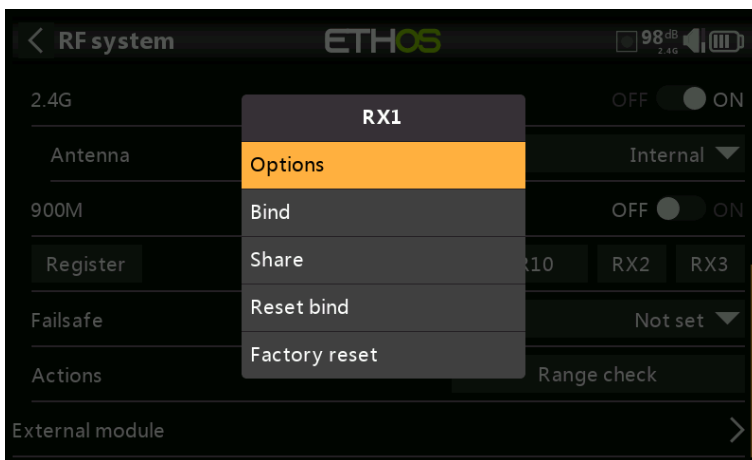 RF system ETHOS 98dB 2.4G
2.4G OFF ON
RX1
Antenna Options Internal
900M Bind OFF ON
Register Share R10 RX2 RX3
Reset bind
Failsafe Not set
Factory reset
Actions Range check
External module